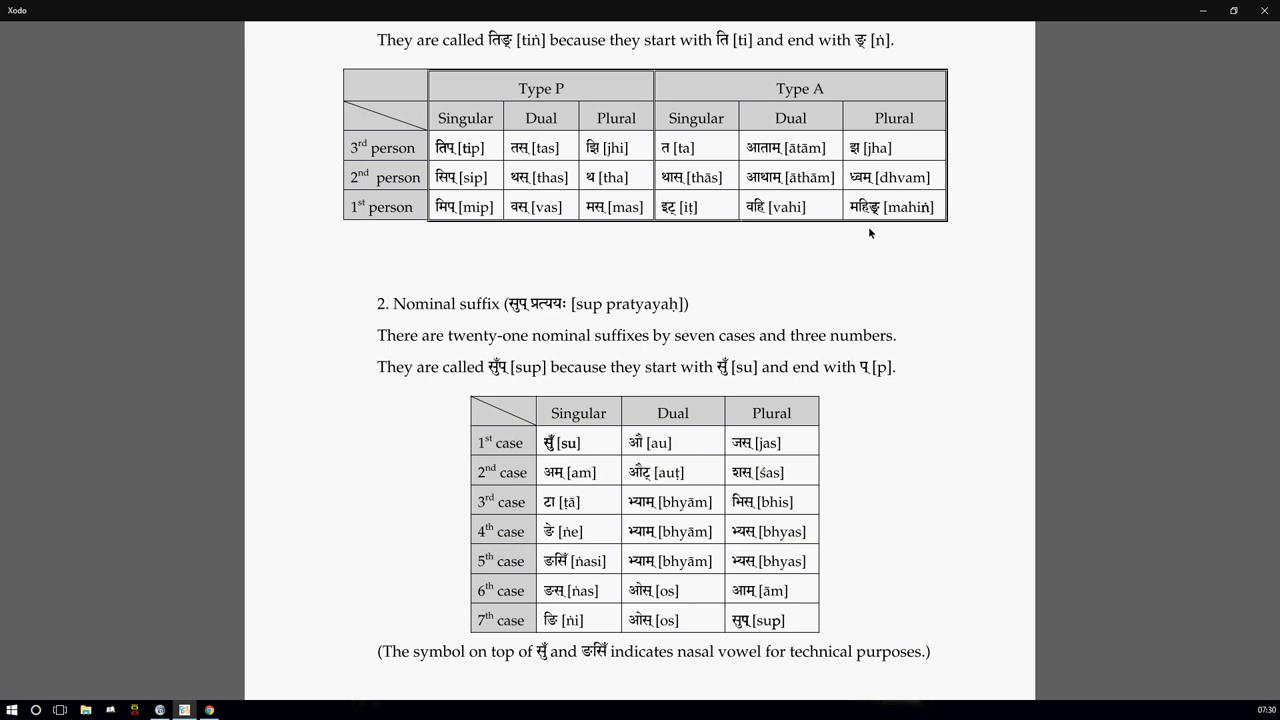 Xodo
They are called तिङ् [tiṅ] because they start with ति [ti] and end with ङ् [ṅ].
Type P Type A
Singular Dual Plural Singular Dual Plural
3rd person तिप् [tip] तस् [tas] झि [jhi] त [ta] आताम् [ātām] झ [jha]
2nd person सिप् [sip] थस् [thas] थ [tha] थास् [thās] आथाम् [āthām] ध्वम् [dhvam]
1st person मिप् [mip] वस् [vas] मस् [mas] इट् [iṭ] वहि [vahi] महिङ् [mahiṅ]
2. Nominal suffix (सुप् प्रत्ययः [sup pratyayaḥ])
There are twenty-one nominal suffixes by seven cases and three numbers.
They are called सुँप् [sup] because they start with सुँ [su] and end with प् [p].
Singular Dual Plural
1st case सुँ [su] औ [au] जस् [jas]
2nd case अम् [am] औट् [auṭ] शस् [śas]
3rd case टा [ṭā] भ्याम् [bhyām] भिस् [bhis]
4th case ङे [ṅe] भ्याम् [bhyām] भ्यस् [bhyas]
5th case ङसिँ [ṅasi] भ्याम् [bhyām] भ्यस् [bhyas]
6th case ङस् [ṅas] ओस् [os] आम् [ām]
7th case ङि [ṅi] ओस् [os] सुप् [sup]
(The symbol on top of सुँ and ङसिँ indicates nasal vowel for technical purposes.)
07:30